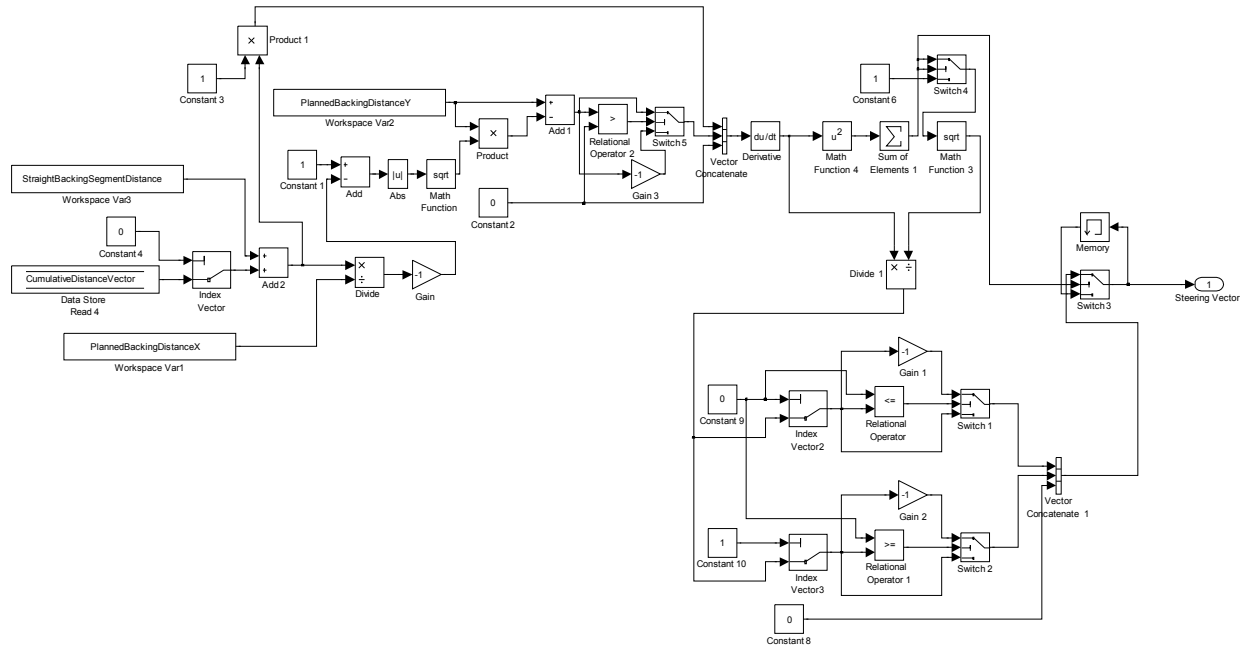 ×
Product 1
1
Constant 3
PlannedBackingDistanceY
Workspace Var2
+
−
Add 1
×
Product
>
Relational
Operator 2
Switch 5
-1
Gain 3
Vector
Concatenate
du/dt
Derivative
u²
Math
Function 4
Σ
Sum of
Elements 1
1
Constant 6
Switch 4
sqrt
Math
Function 3
1
Constant 1
+
−
Add
|u|
Abs
sqrt
Math
Function
0
Constant 2
StraightBackingSegmentDistance
Workspace Var3
0
Constant 4
CumulativeDistanceVector
Data Store
Read 4
Index
Vector
+
+
Add 2
×
÷
Divide
-1
Gain
PlannedBackingDistanceX
Workspace Var1
× ÷
Divide 1
Memory
Switch 3
1
Steering Vector
-1
Gain 1
0
Constant 9
Index
Vector2
<=
Relational
Operator
Switch 1
-1
Gain 2
1
Constant 10
Index
Vector3
>=
Relational
Operator 1
Switch 2
Vector
Concatenate 1
0
Constant 8